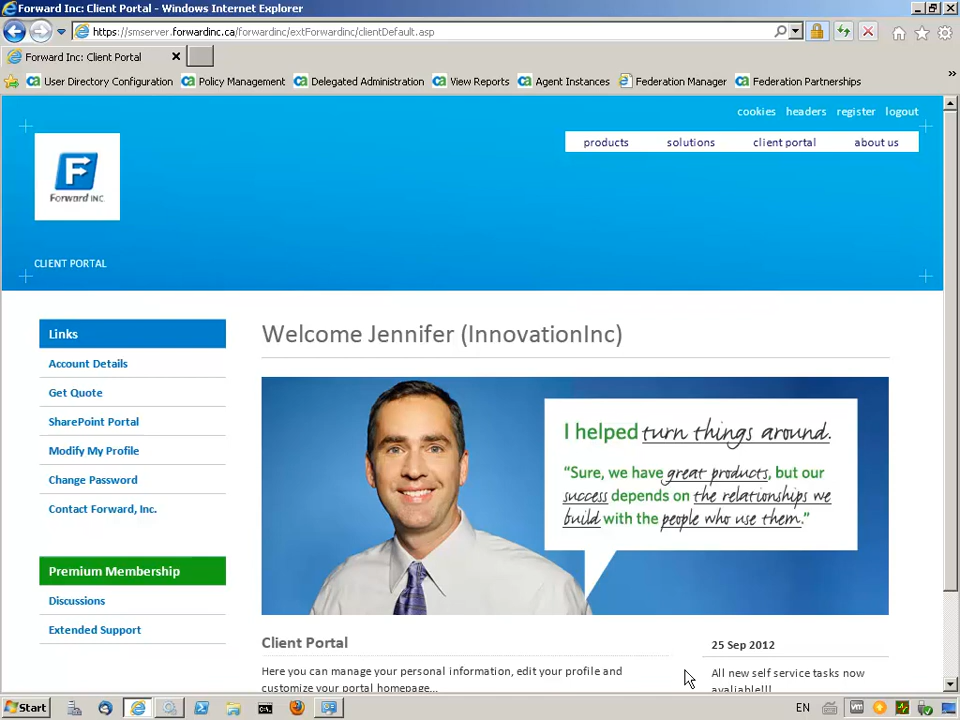 Forward Inc: Client Portal - Windows Internet Explorer
https://smserver.forwardinc.ca/forwardinc/extForwardinc/clientDefault.asp
Forward Inc: Client Portal
User Directory Configuration Policy Management Delegated Administration View Reports Agent Instances Federation Manager Federation Partnerships
cookies headers register logout
products solutions client portal about us
F
Forward INC.
CLIENT PORTAL
Links
Account Details
Get Quote
SharePoint Portal
Modify My Profile
Change Password
Contact Forward, Inc.
Premium Membership
Discussions
Extended Support
Welcome Jennifer (InnovationInc)
I helped turn things around.
“Sure, we have great products, but our
success depends on the relationships we
build with the people who use them.”
Client Portal
Here you can manage your personal information, edit your profile and
customize your portal homepage...
25 Sep 2012
All new self service tasks now
avaliable!!!
Start
EN